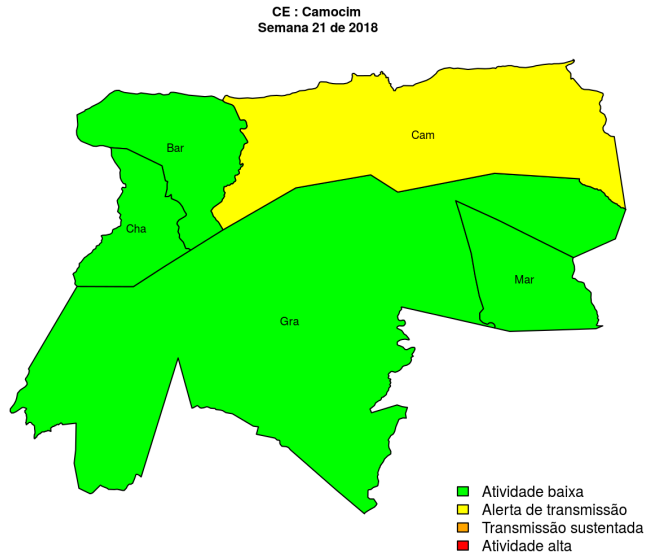 CE : Camocim
Semana 21 de 2018
Cam
Bar
Cha
Mar
Gra
Atividade baixa
Alerta de transmissão
Transmissão sustentada
Atividade alta